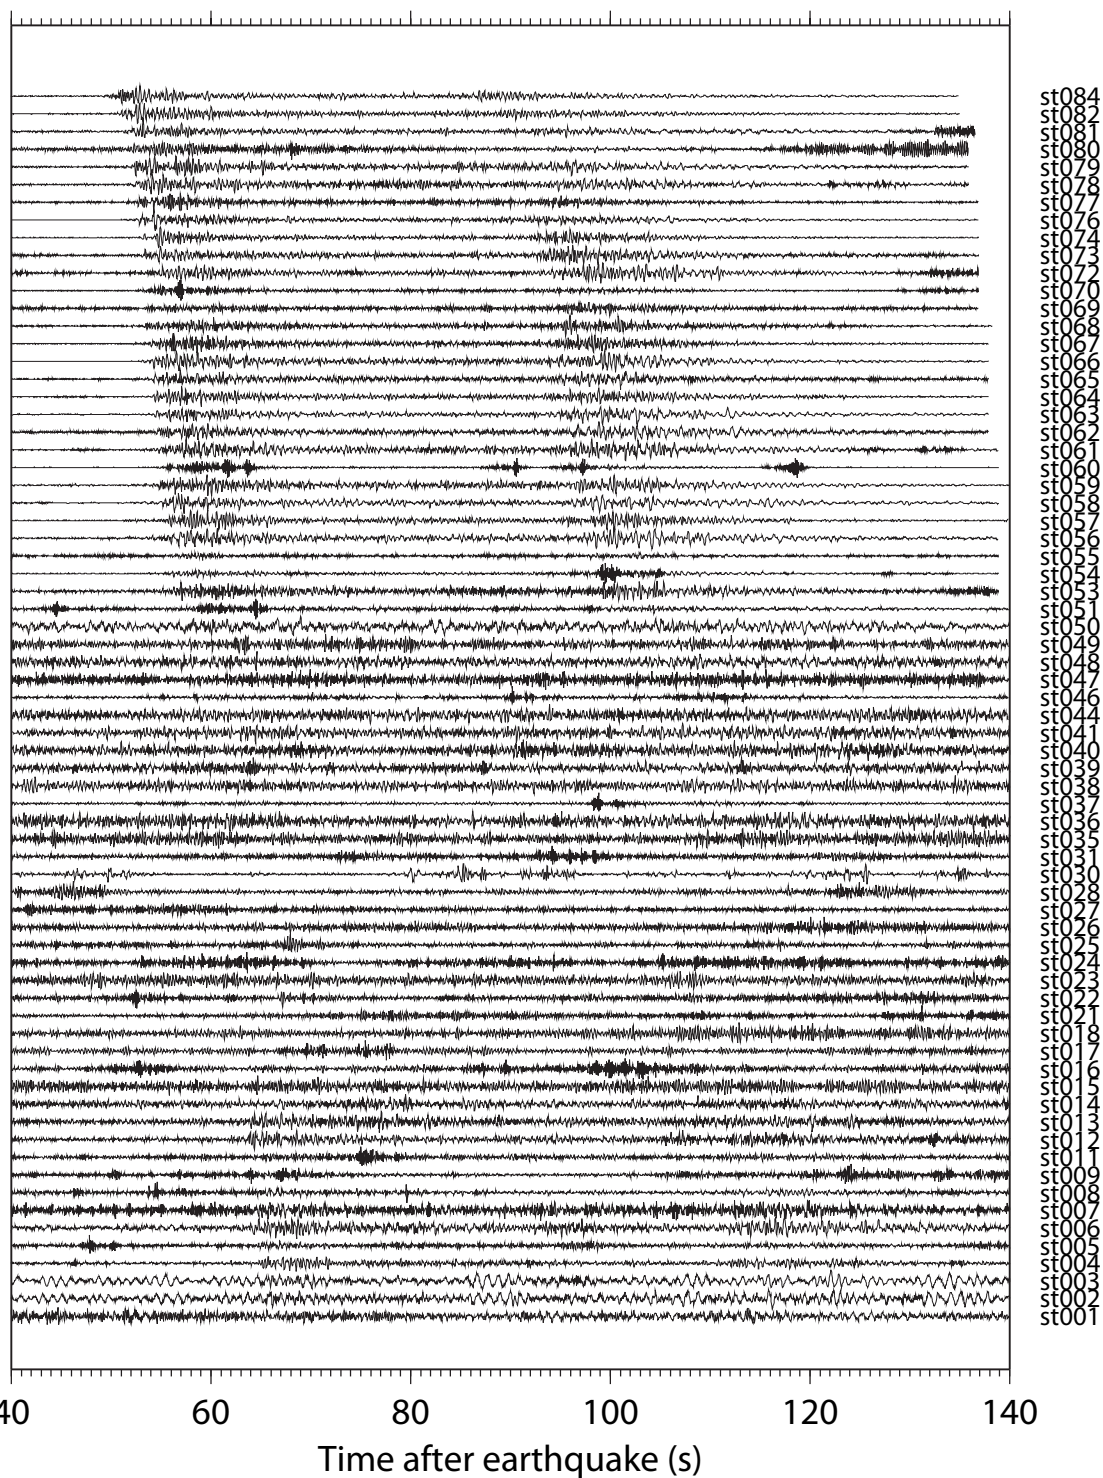 st084
st082
st081
st080
st079
st078
st077
st076
st074
st073
st072
st070
st069
st068
st067
st066
st065
st064
st063
st062
st061
st060
st059
st058
st057
st056
st055
st054
st053
st051
st050
st049
st048
st047
st046
st044
st041
st040
st039
st038
st037
st036
st035
st031
st030
st028
st027
st026
st025
st024
st023
st022
st021
st018
st017
st016
st015
st014
st013
st012
st011
st009
st008
st007
st006
st005
st004
st003
st002
st001
40 60 80 100 120 140
Time after earthquake (s)